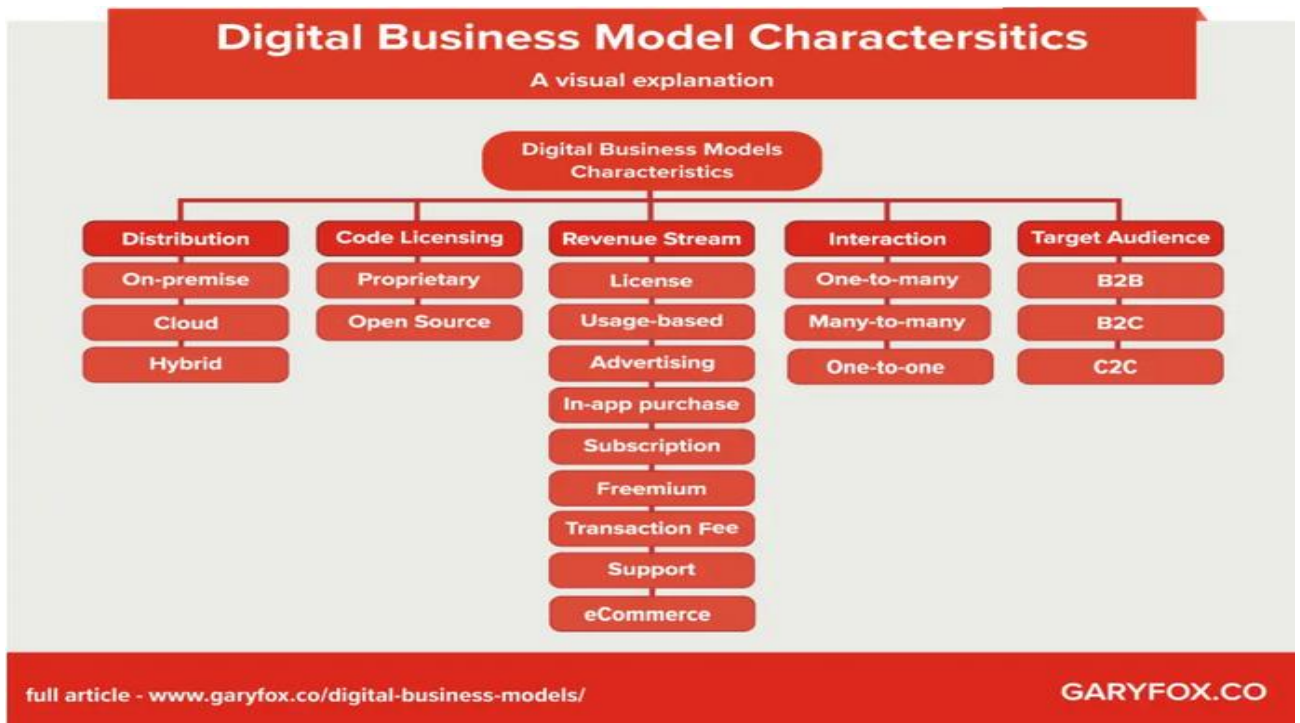 Digital Business Model Charactersitics
A visual explanation
Digital Business Models
Characteristics
Distribution
On-premise
Cloud
Hybrid
Code Licensing
Proprietary
Open Source
Revenue Stream
License
Usage-based
Advertising
In-app purchase
Subscription
Freemium
Transaction Fee
Support
eCommerce
Interaction
One-to-many
Many-to-many
One-to-one
Target Audience
B2B
B2C
C2C
full article - www.garyfox.co/digital-business-models/
GARYFOX.CO